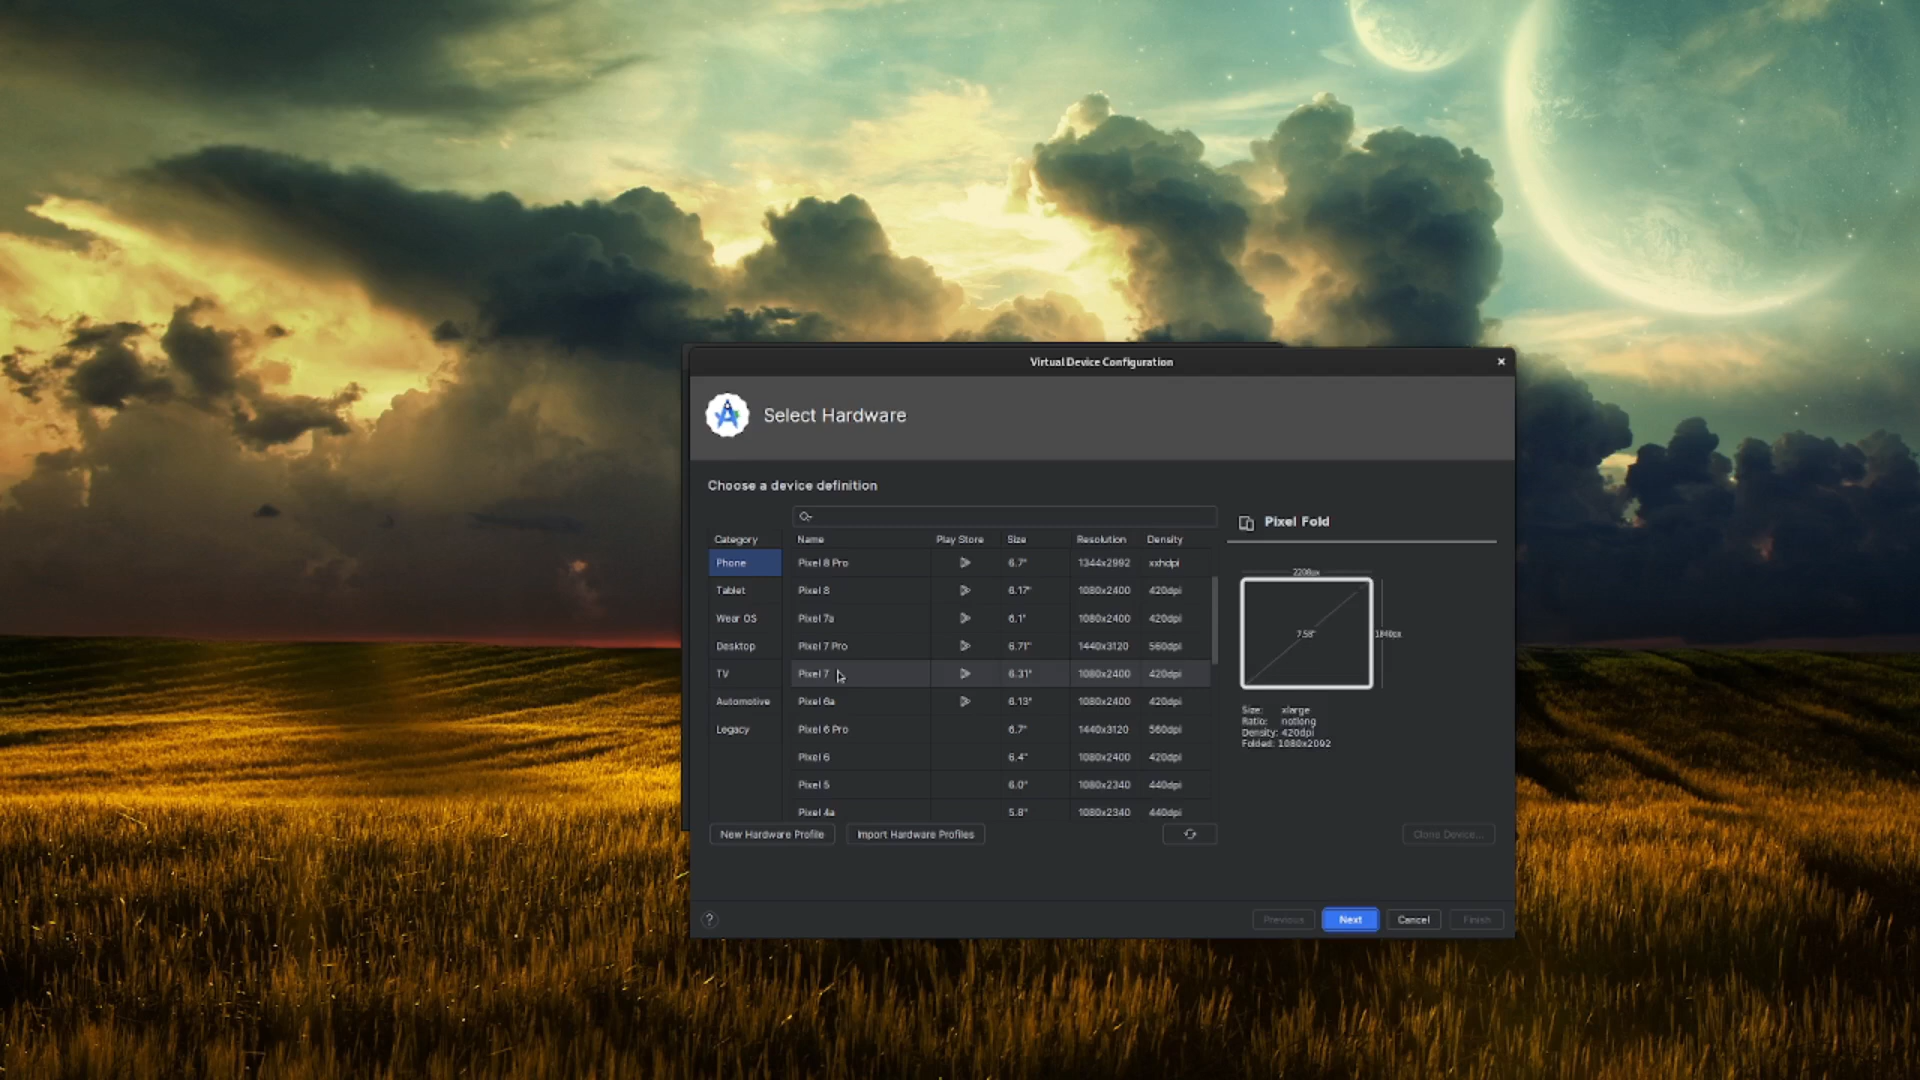 Virtual Device Configuration
Select Hardware
Choose a device definition
Pixel Fold
Category Name Play Store Size Resolution Density
Phone Pixel 8 Pro 6.7" 1344x2992 xxhdpi
Tablet Pixel 8 6.17" 1080x2400 420dpi
Wear OS Pixel 7a 6.1" 1080x2400 420dpi
Desktop Pixel 7 Pro 6.71" 1440x3120 560dpi
TV Pixel 7 6.31" 1080x2400 420dpi
Automotive Pixel 6a 6.13" 1080x2400 420dpi
Legacy Pixel 6 Pro 6.7" 1440x3120 560dpi
Pixel 6 6.4" 1080x2400 420dpi
Pixel 5 6.0" 1080x2340 440dpi
Pixel 4a 5.8" 1080x2340 440dpi
2208px
7.58"
1840px
Size: xlarge
Ratio: notlong
Density: 420dpi
Folded: 1080x2092
New Hardware Profile Import Hardware Profiles Clone Device...
? Previous Next Cancel Finish